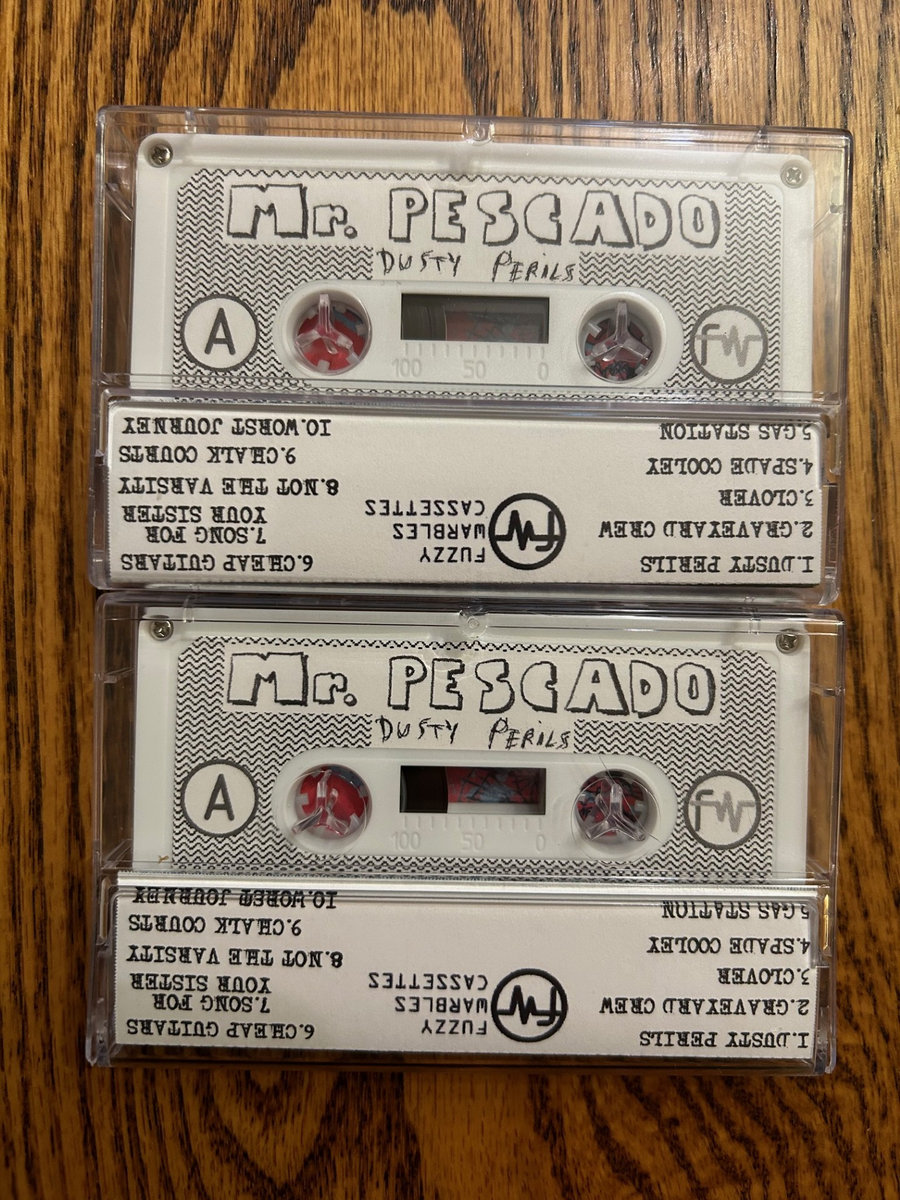 Mr. PESCADO
DUSTY PERILS
A
fw
100 50 0
1.DUSTY PERILS
2.GRAVEYARD CREW
3.CLOVER
4.SPADE COOLEY
5.GAS STATION
FUZZY
WARBLES
CASSETTES
fw
6.CHEAP GUITARS
7.SONG FOR
YOUR SISTER
8.NOT THE VARSITY
9.CHALK COURTS
10.WORST JOURNEY
Mr. PESCADO
DUSTY PERILS
A
fw
100 50 0
1.DUSTY PERILS
2.GRAVEYARD CREW
3.CLOVER
4.SPADE COOLEY
5.GAS STATION
FUZZY
WARBLES
CASSETTES
fw
6.CHEAP GUITARS
7.SONG FOR
YOUR SISTER
8.NOT THE VARSITY
9.CHALK COURTS
10.WORST JOURNEY